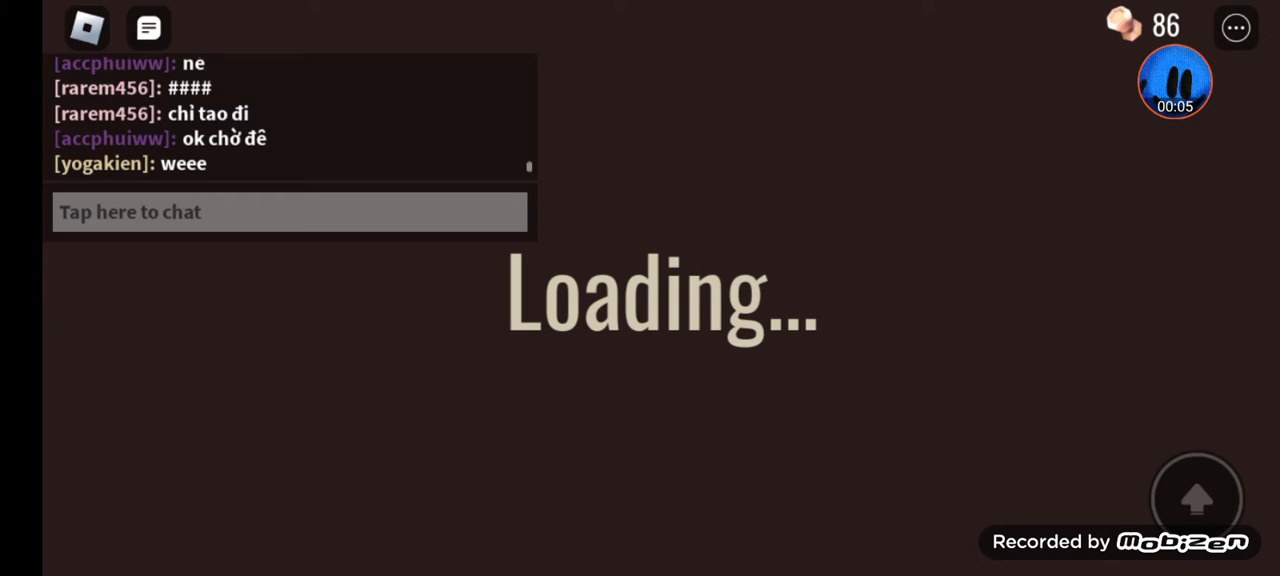 86
[accphuiww]: ne
[rarem456]: ####
[rarem456]: chỉ tao đi
[accphuiww]: ok chờ đê
[yogakien]: weee
00:05
Tap here to chat
Loading...
Recorded by mobizen